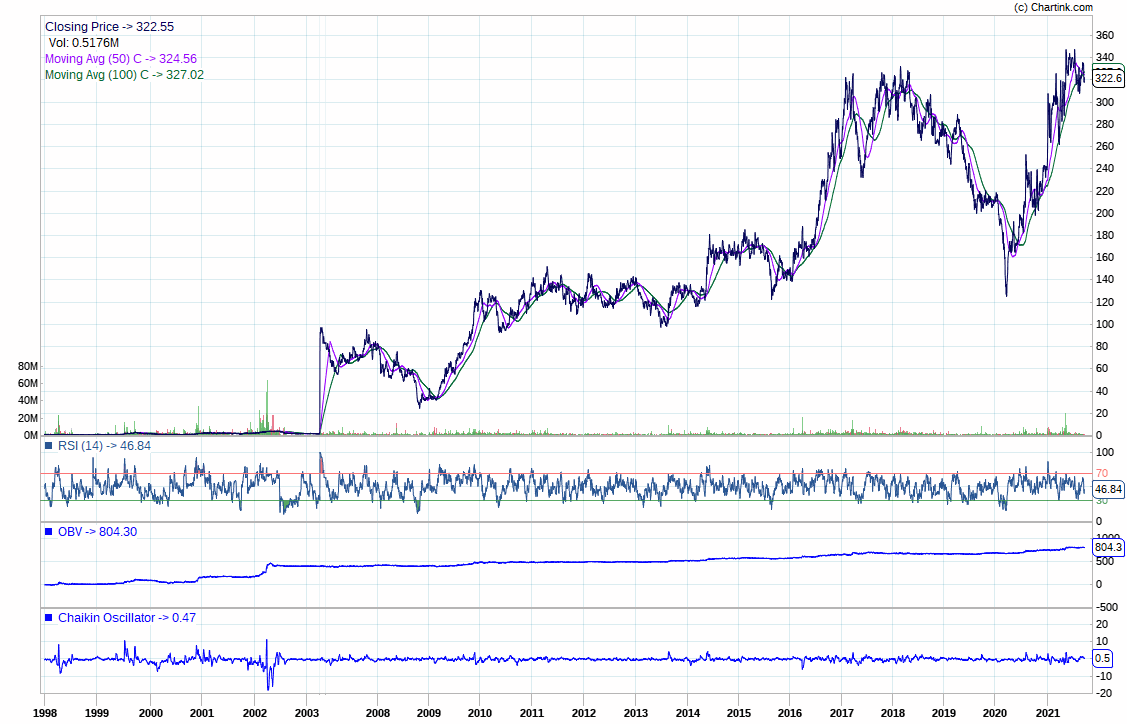 (c) Chartink.com
Closing Price -> 322.55
Vol: 0.5176M
Moving Avg (50) C -> 324.56
Moving Avg (100) C -> 327.02
360
340
322.6
300
280
260
240
220
200
180
160
140
120
100
80
60
40
20
0
80M
60M
40M
20M
0M
RSI (14) -> 46.84
100
70
46.84
30
0
OBV -> 804.30
1000
804.3
500
0
-500
Chaikin Oscillator -> 0.47
20
10
0.5
-10
-20
1998 1999 2000 2001 2002 2003 2008 2009 2010 2011 2012 2013 2014 2015 2016 2017 2018 2019 2020 2021